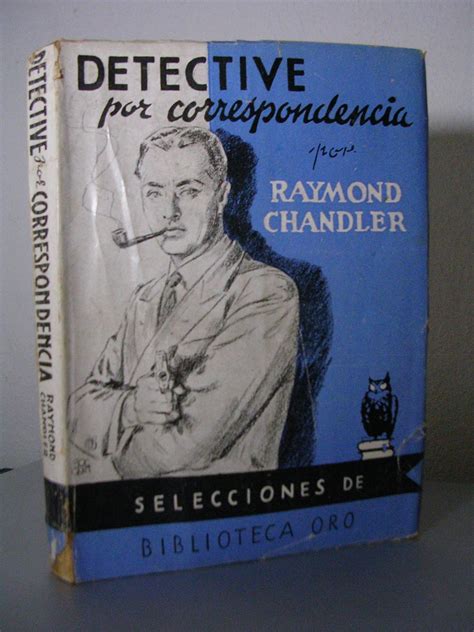 DETECTIVE por CORRESPONDENCIA RAYMOND CHANDLER
DETECTIVE
por correspondencia
por
RAYMOND
CHANDLER
SELECCIONES DE
BIBLIOTECA ORO